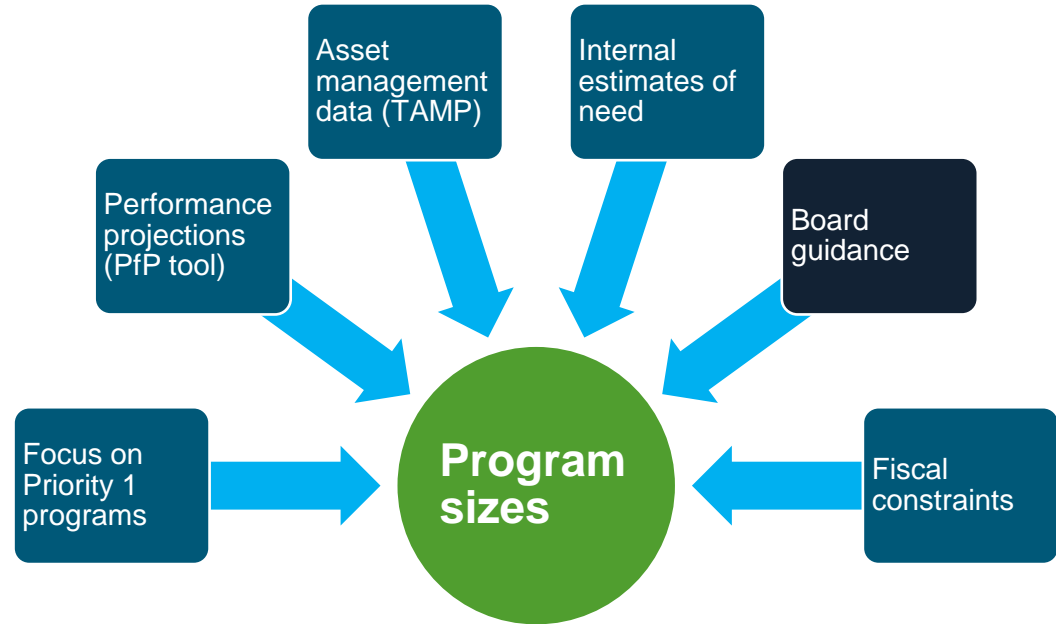 Asset
management
data (TAMP)
Internal
estimates of
need
Performance
projections
(PfP tool)
Board
guidance
Focus on
Priority 1
programs
Program
sizes
Fiscal
constraints